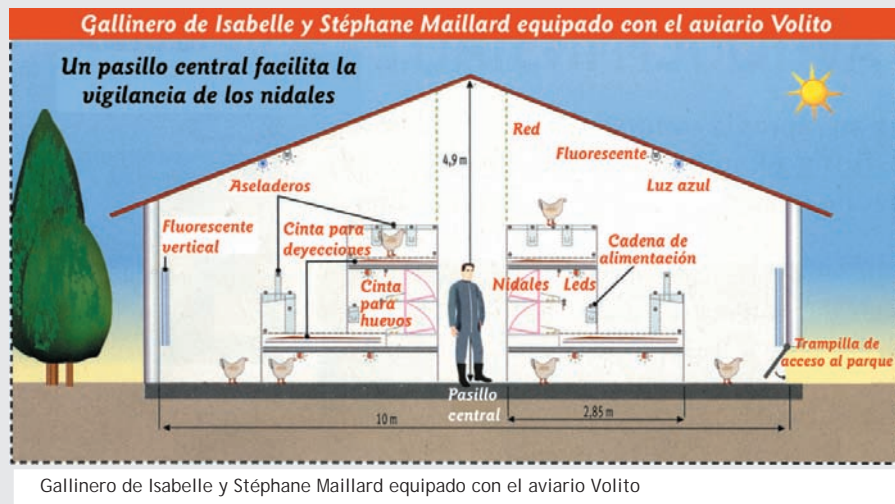 Gallinero de Isabelle y Stéphane Maillard equipado con el aviario Volito
Un pasillo central facilita la
vigilancia de los nidales
Red
4,9 m
Fluorescente
Aseladeros
Luz azul
Fluorescente
vertical
Cinta para
deyecciones
Cadena de
alimentación
Cinta
para
huevos
Nidales
Leds
Trampilla de
acceso al parque
Pasillo
central
10 m
2,85 m
Gallinero de Isabelle y Stéphane Maillard equipado con el aviario Volito